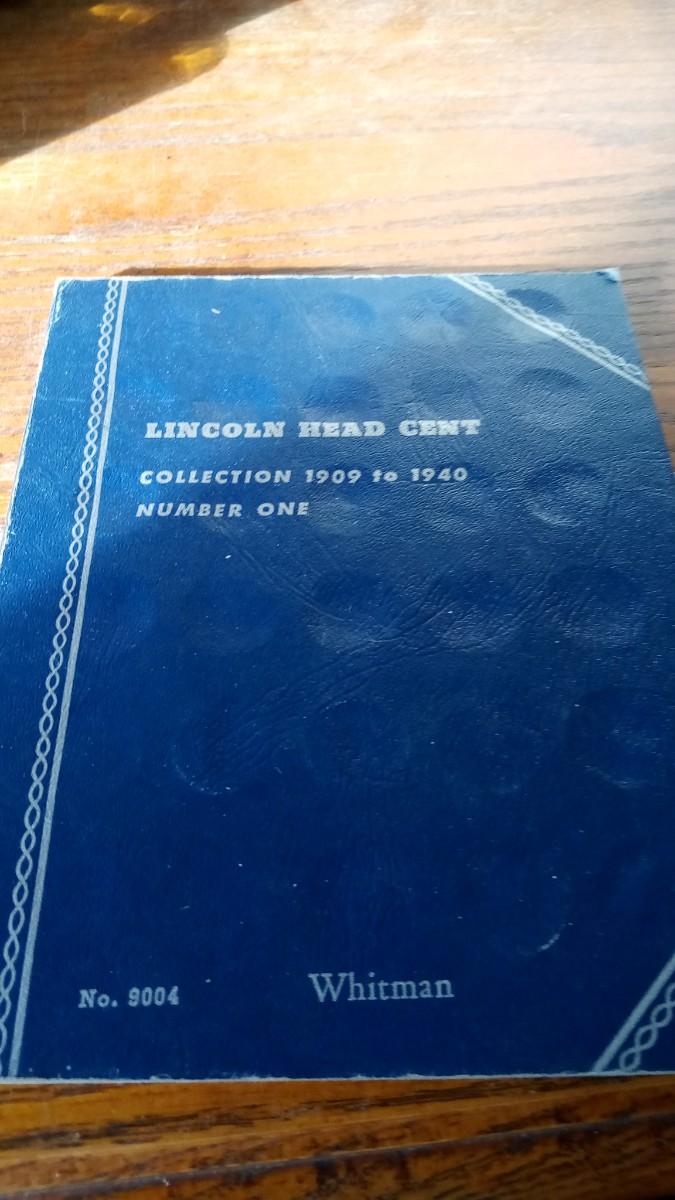 LINCOLN HEAD CENT
COLLECTION 1909 to 1940
NUMBER ONE
No. 9004
Whitman